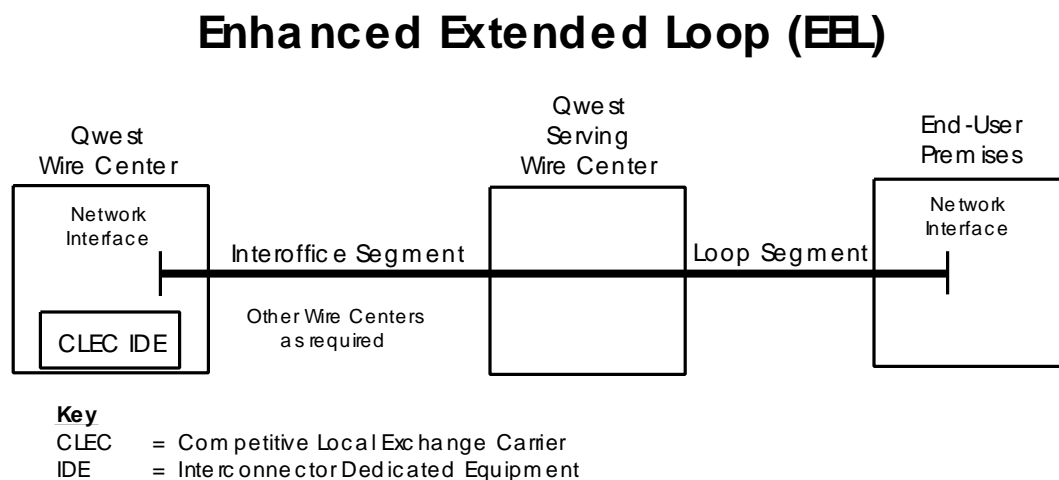 Enhanced Extended Loop (EEL)
Qwest
Wire Center
Qwest
Serving
Wire Center
End-User
Premises
Network
Interface
Network
Interface
Interoffice Segment
Loop Segment
Other Wire Centers
as required
CLEC IDE
Key
CLEC = Competitive Local Exchange Carrier
IDE = Interconnector Dedicated Equipment